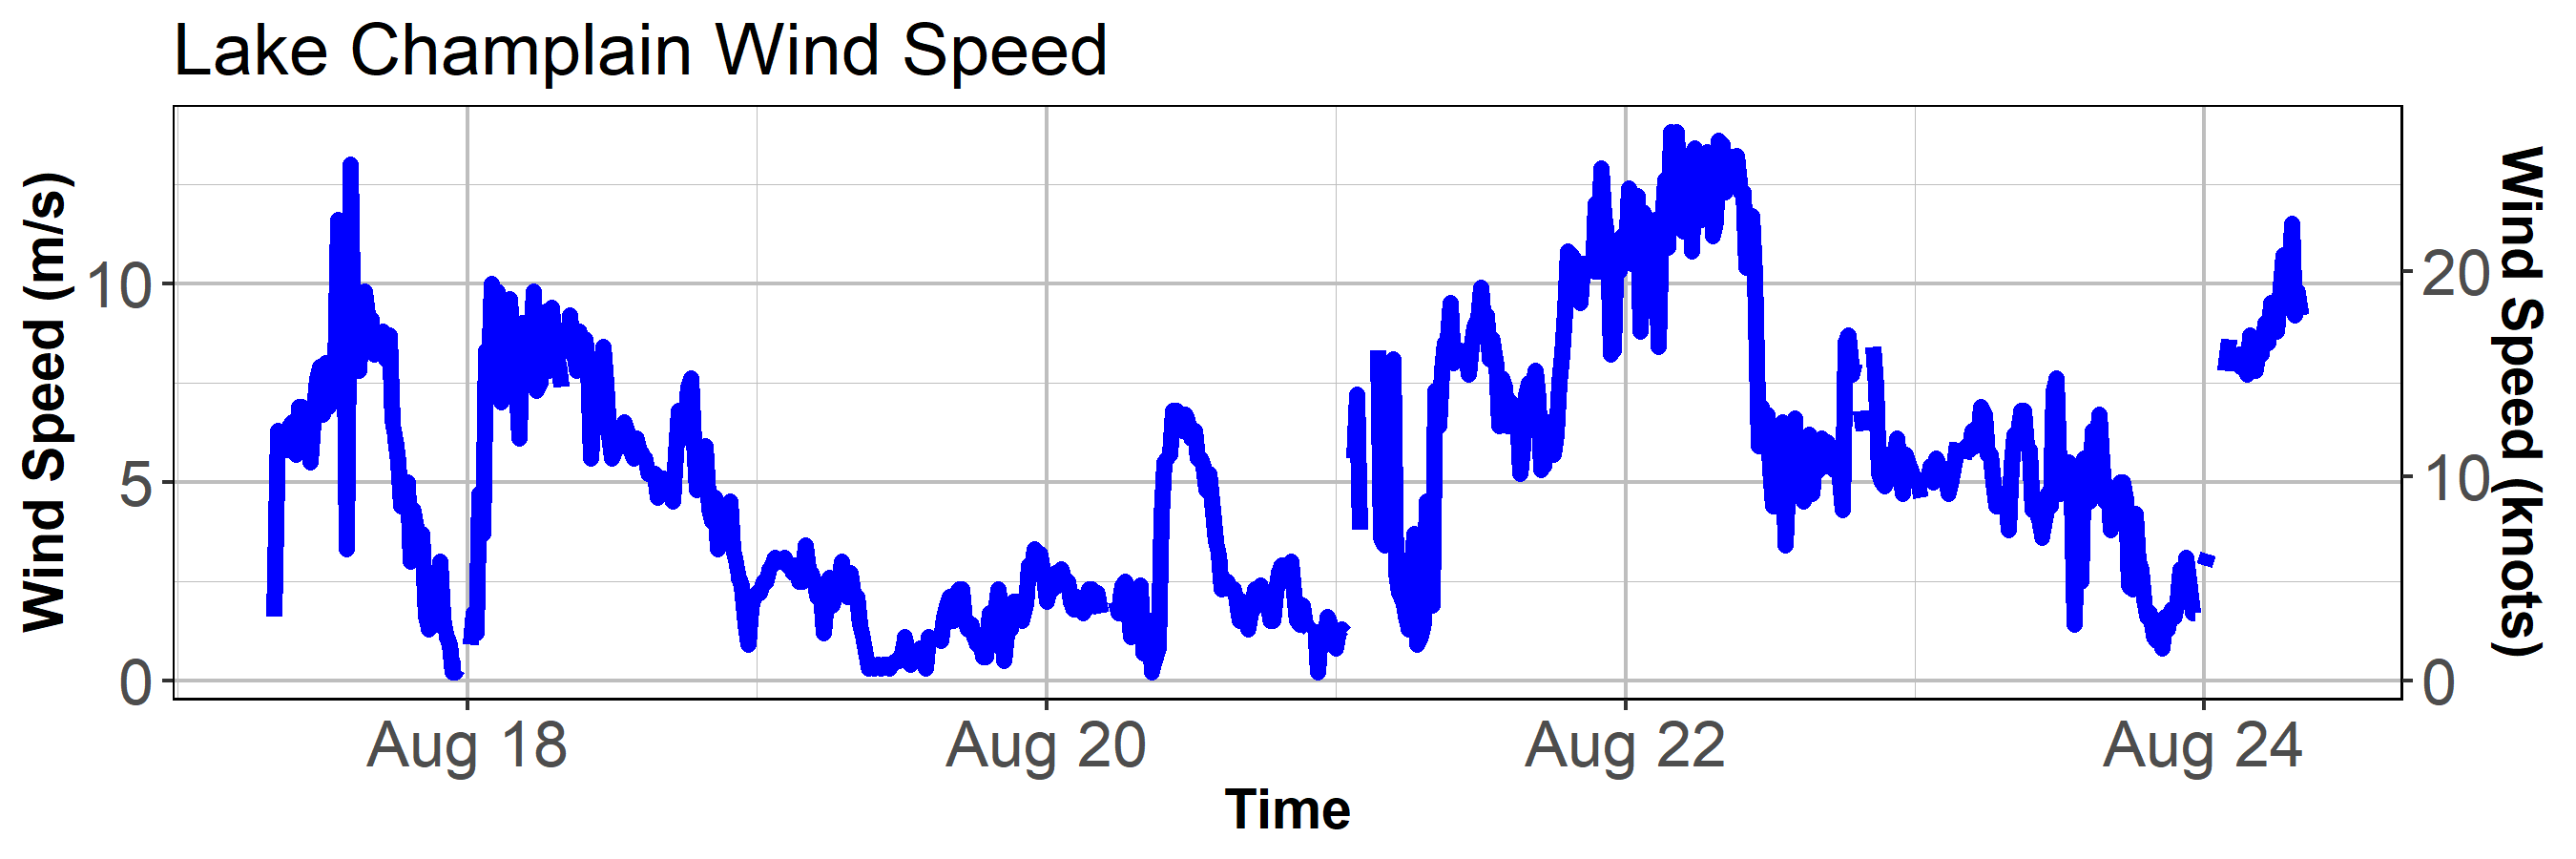 Lake Champlain Wind Speed
Wind Speed (m/s)
10
5
0
20
10
0
Wind Speed (knots)
Aug 18
Aug 20
Aug 22
Aug 24
Time